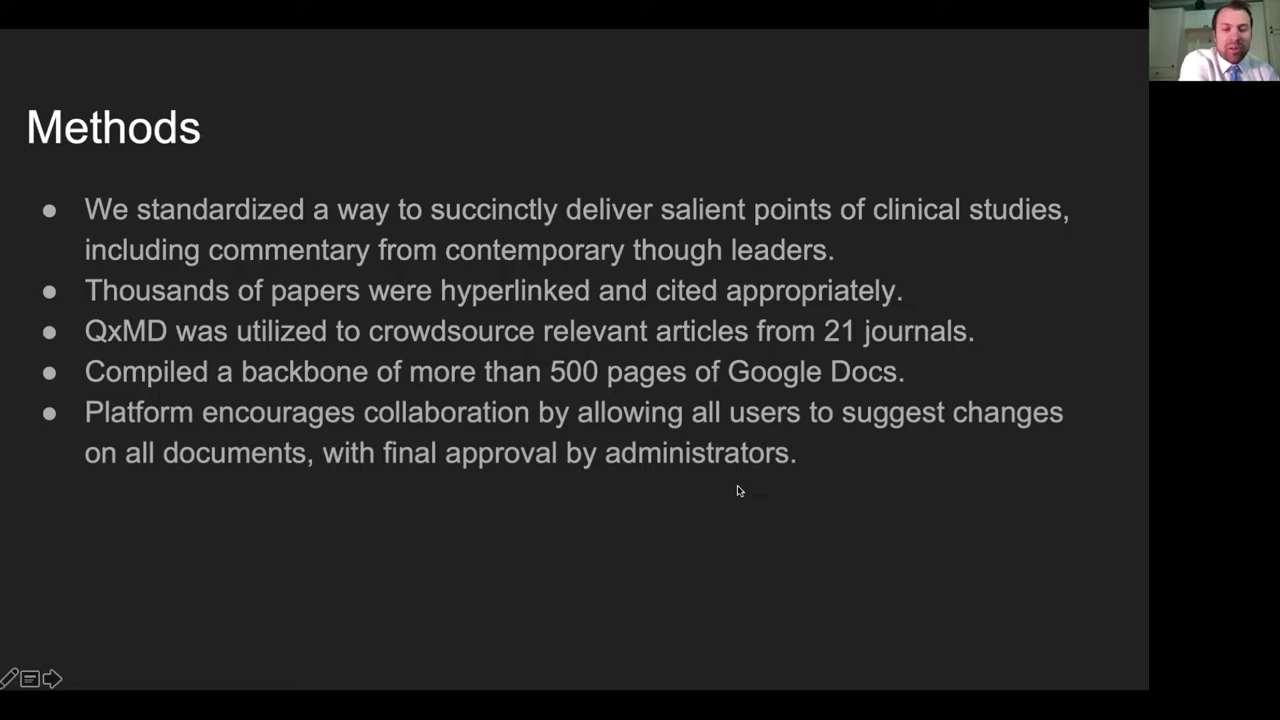 Methods
● We standardized a way to succinctly deliver salient points of clinical studies,
including commentary from contemporary though leaders.
● Thousands of papers were hyperlinked and cited appropriately.
● QxMD was utilized to crowdsource relevant articles from 21 journals.
● Compiled a backbone of more than 500 pages of Google Docs.
● Platform encourages collaboration by allowing all users to suggest changes
on all documents, with final approval by administrators.